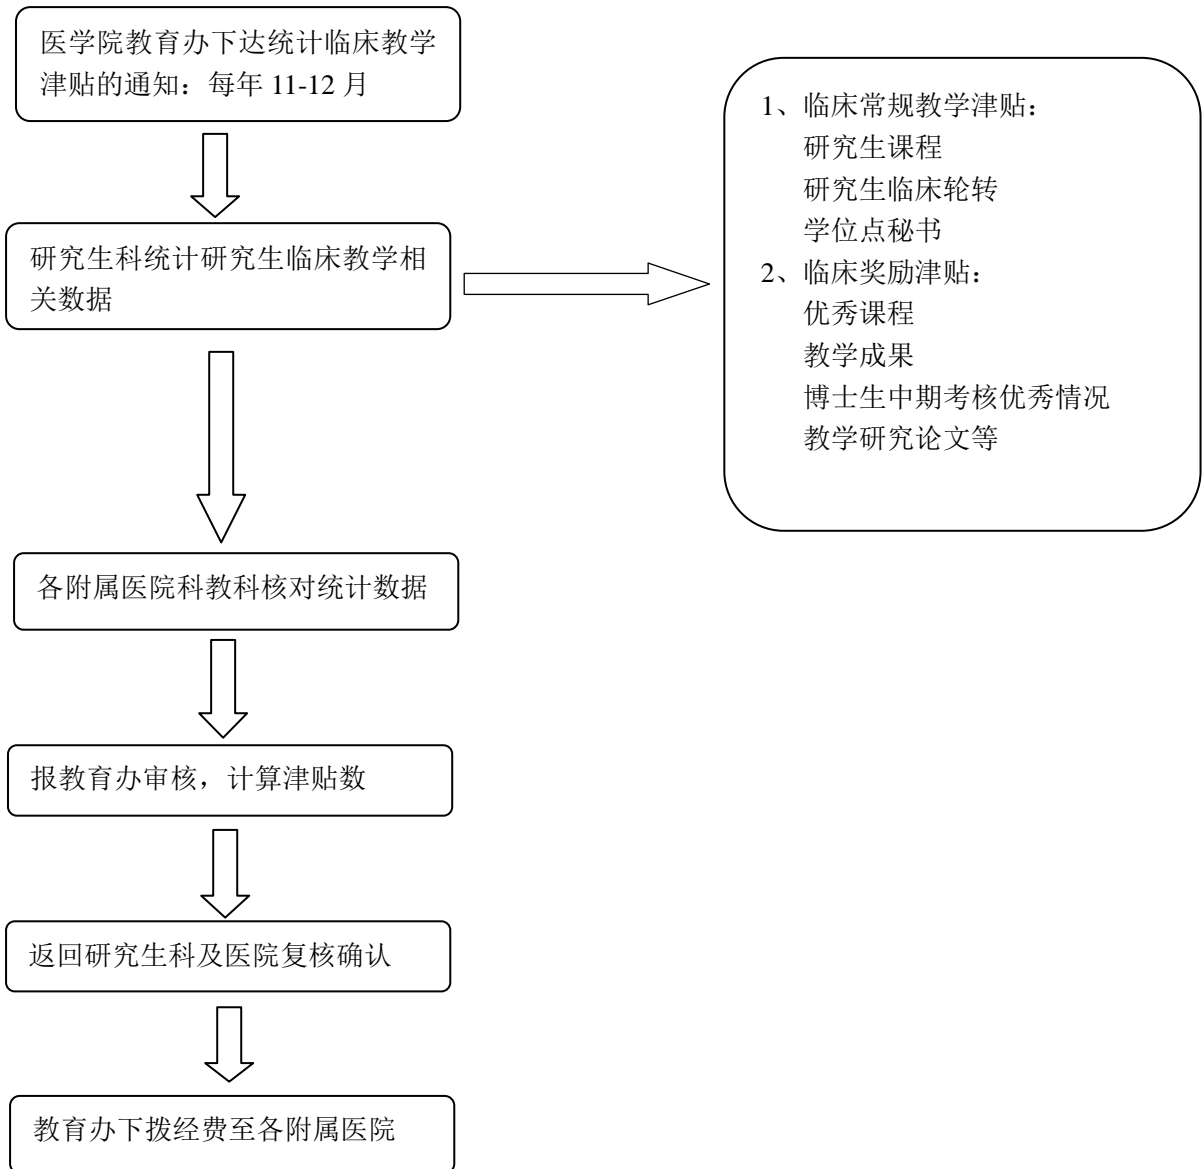 医学院教育办下达统计临床教学
津贴的通知：每年 11-12 月
研究生科统计研究生临床教学相
关数据
1、临床常规教学津贴：
研究生课程
研究生临床轮转
学位点秘书
2、临床奖励津贴：
优秀课程
教学成果
博士生中期考核优秀情况
教学研究论文等
各附属医院科教科核对统计数据
报教育办审核，计算津贴数
返回研究生科及医院复核确认
教育办下拨经费至各附属医院